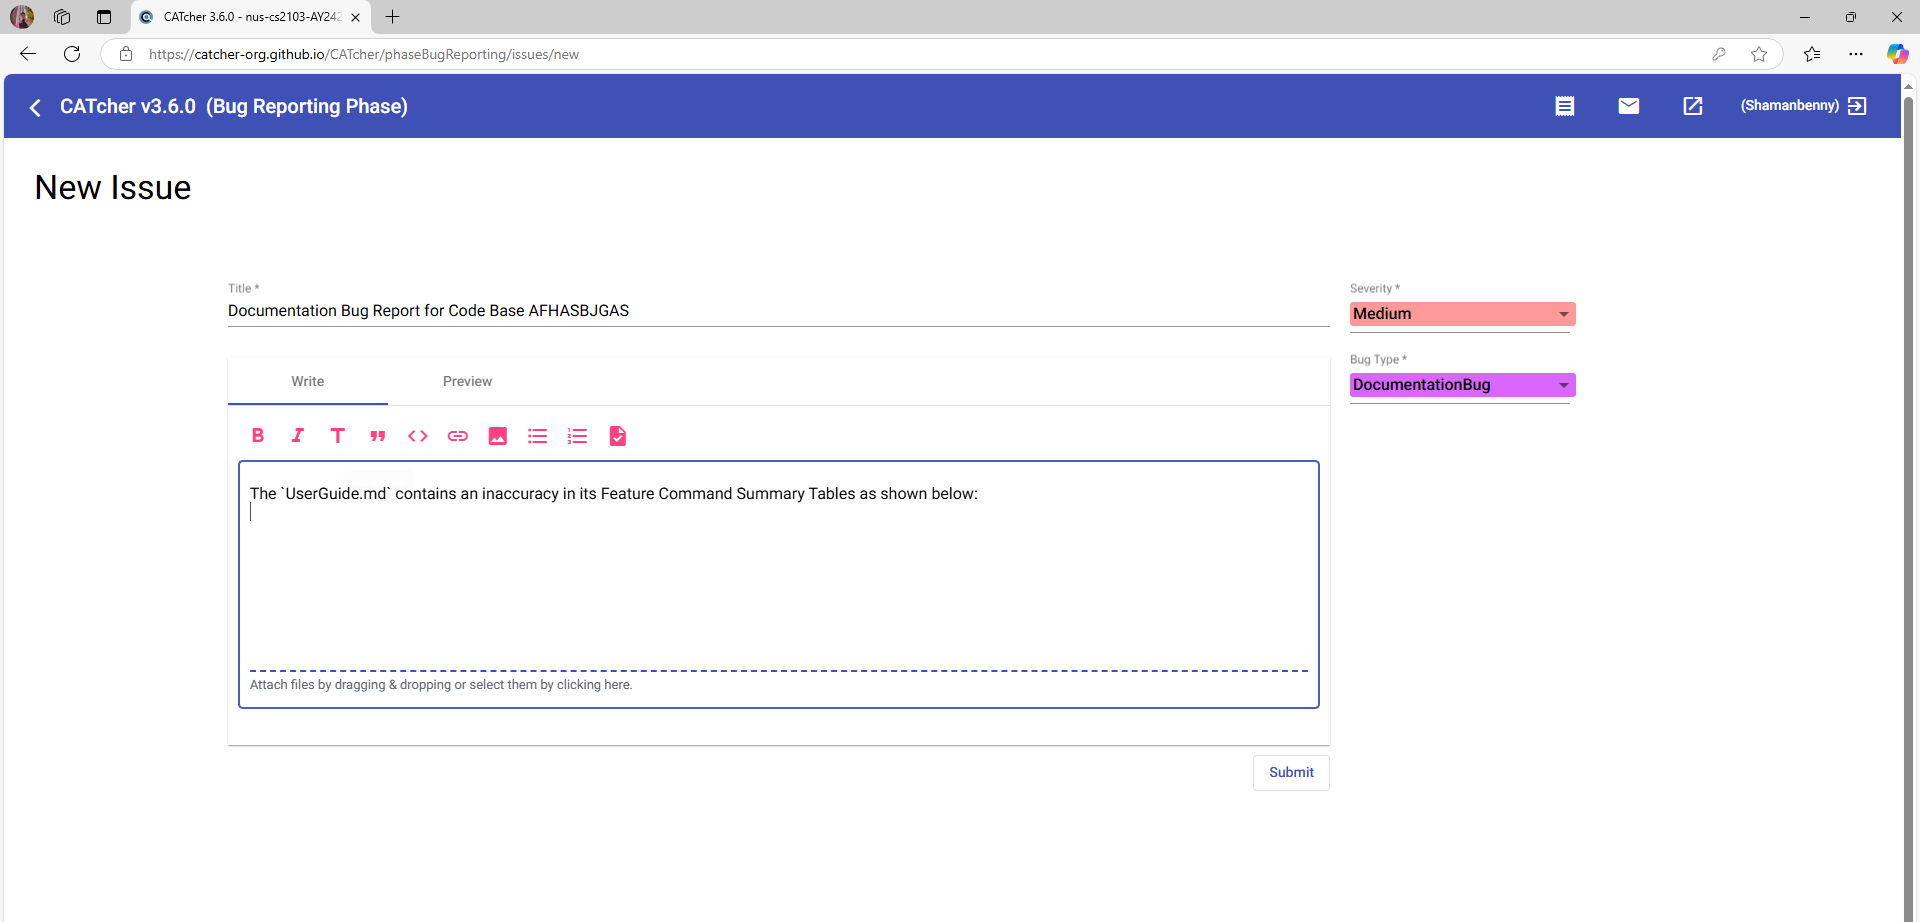 CATcher 3.6.0 - nus-cs2103-AY242
https://catcher-org.github.io/CATcher/phaseBugReporting/issues/new
CATcher v3.6.0 (Bug Reporting Phase)
(Shamanbenny)
New Issue
Title *
Documentation Bug Report for Code Base AFHASBJGAS
Severity *
Medium
Bug Type *
DocumentationBug
Write
Preview
The `UserGuide.md` contains an inaccuracy in its Feature Command Summary Tables as shown below:
Attach files by dragging & dropping or select them by clicking here.
Submit